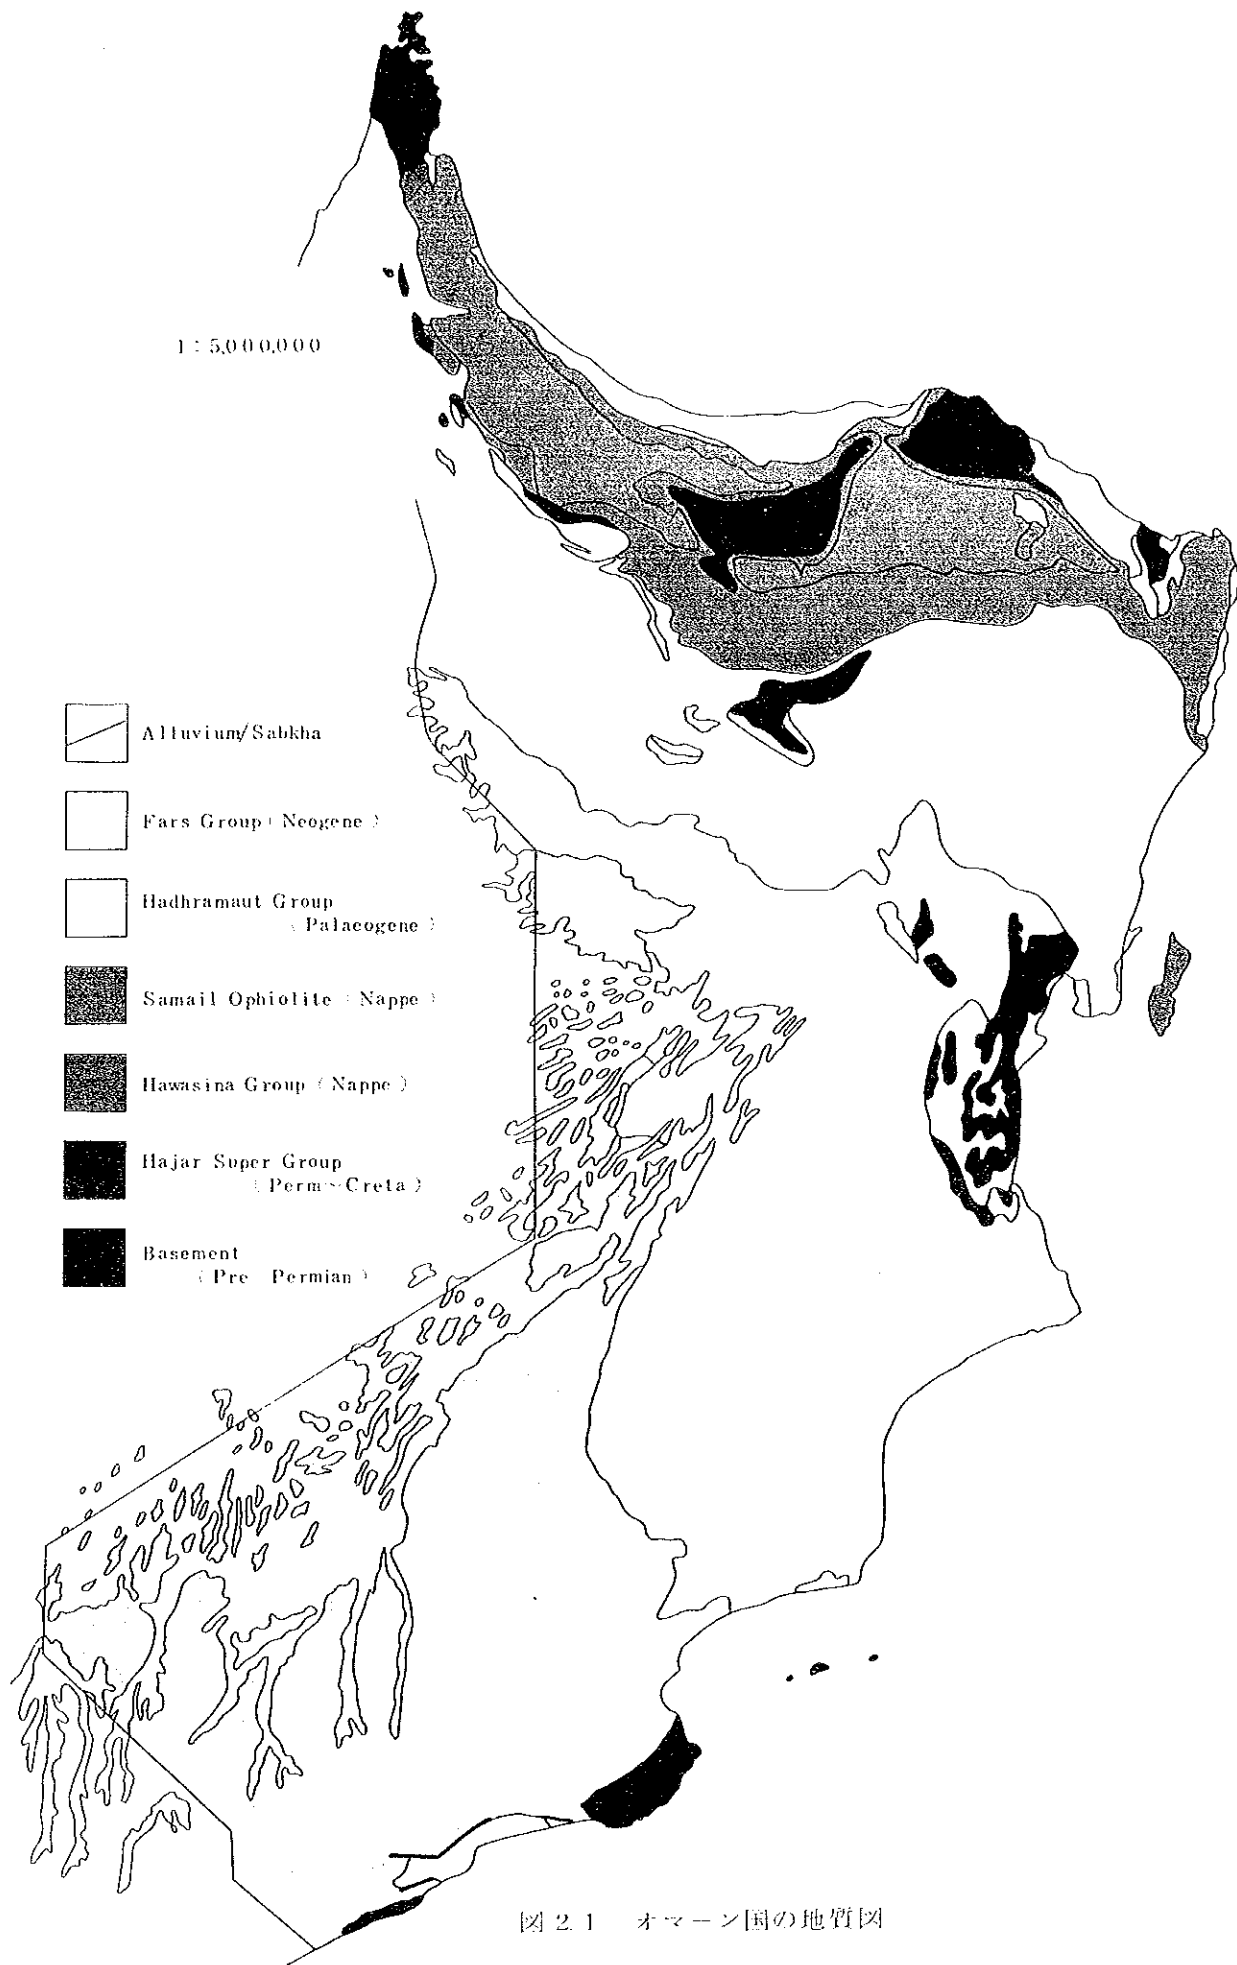 1:5,000,000
Alluvium/Sabkha
Fars Group (Neogene)
Hadhramaut Group
(Palaeogene)
Samail Ophiolite (Nappe)
Hawasina Group (Nappe)
Hajar Super Group
(Perm~Creta)
Basement
(Pre Permian)
図 2.1 オマーン国の地質図